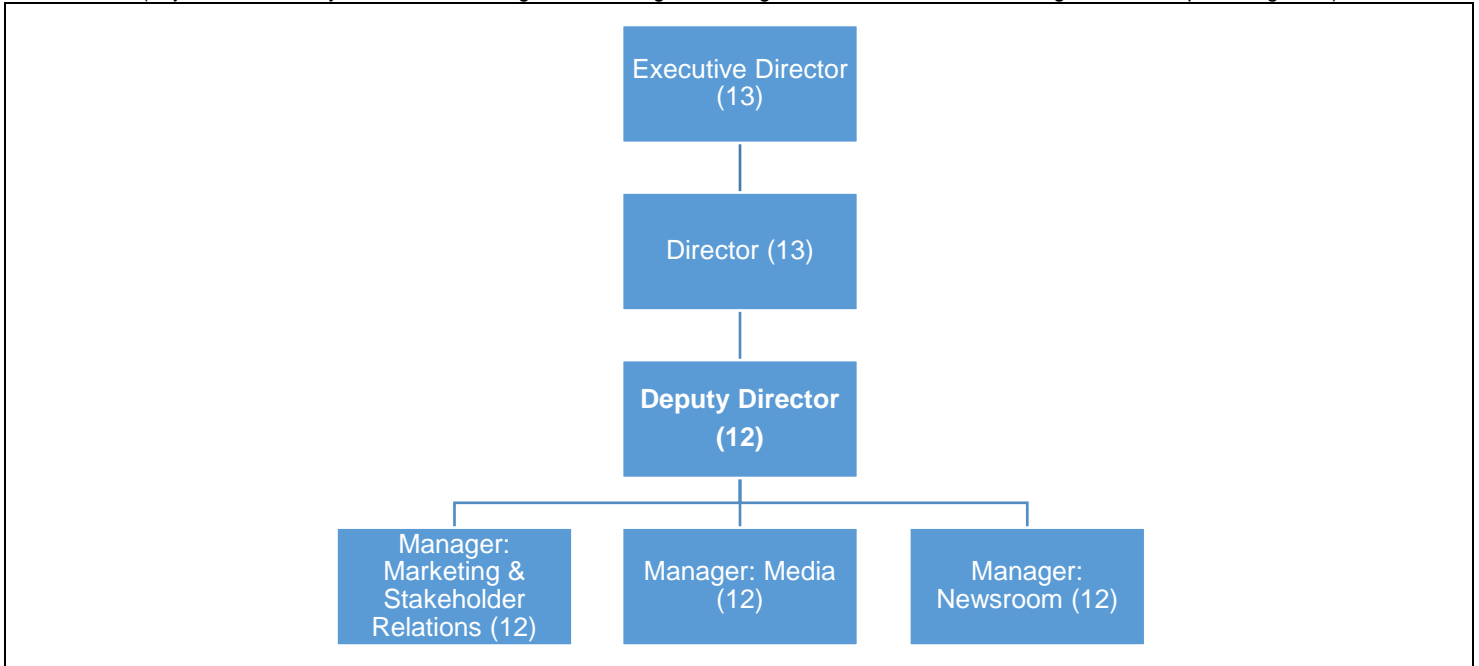 Executive Director
(13)
Director (13)
Deputy Director
(12)
Manager:
Marketing &
Stakeholder
Relations (12)
Manager: Media
(12)
Manager:
Newsroom (12)